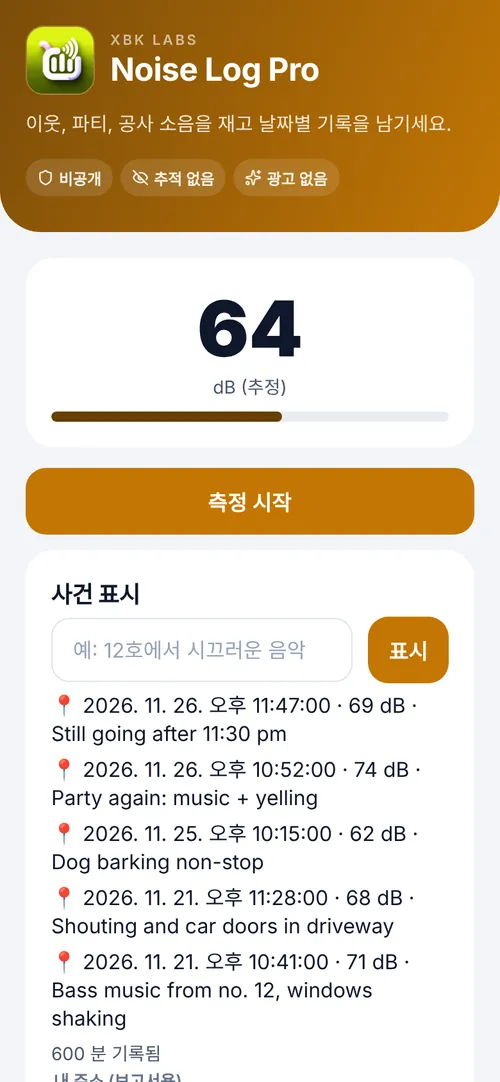 XBK LABS
Noise Log Pro
이웃, 파티, 공사 소음을 재고 날짜별 기록을 남기세요.
비공개
추적 없음
광고 없음
64
dB (추정)
측정 시작
사건 표시
예: 12호에서 시끄러운 음악
표시
📍 2026. 11. 26. 오후 11:47:00 · 69 dB ·
Still going after 11:30 pm
📍 2026. 11. 26. 오후 10:52:00 · 74 dB ·
Party again: music + yelling
📍 2026. 11. 25. 오후 10:15:00 · 62 dB ·
Dog barking non-stop
📍 2026. 11. 21. 오후 11:28:00 · 68 dB ·
Shouting and car doors in driveway
📍 2026. 11. 21. 오후 10:41:00 · 71 dB ·
Bass music from no. 12, windows
shaking
600 분 기록됨
내 주소 (보고서용)